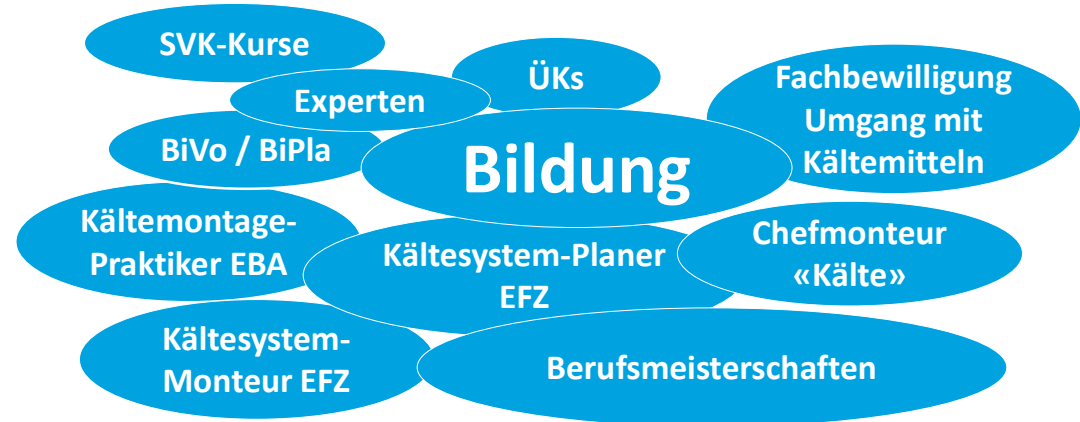 SVK-Kurse
ÜKs
Experten
Fachbewilligung
Umgang mit
Kältemitteln
BiVo / BiPla
Bildung
Kältemontage-
Praktiker EBA
Kältesystem-Planer
EFZ
Chefmonteur
«Kälte»
Kältesystem-
Monteur EFZ
Berufsmeisterschaften